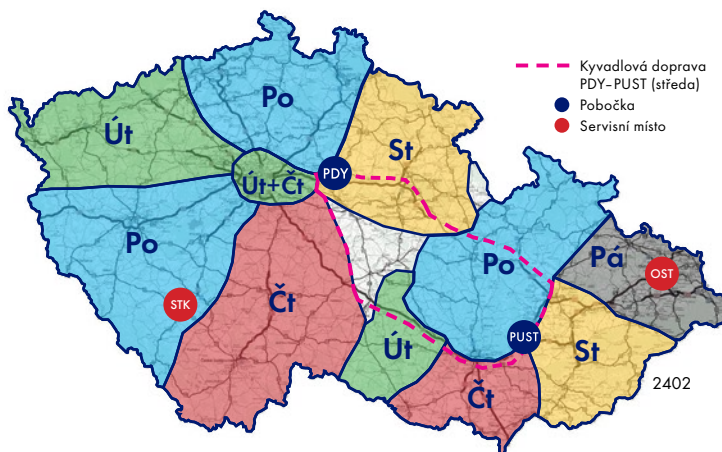 Kyvadlová doprava
PDY–PUST (středa)
Pobočka
Servisní místo
Po
Út
St
PDY
Út+Čt
Po
Po
Pá
OST
STK
Čt
PUST
Út
St
Čt
2402